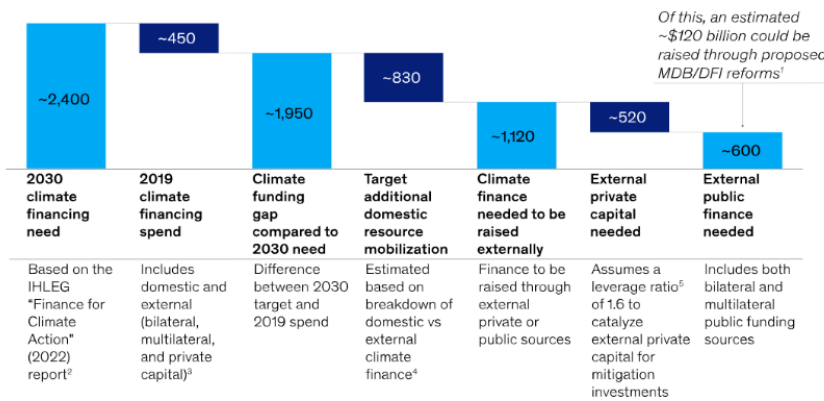 Of this, an estimated
~$120 billion could be
raised through proposed
MDB/DFI reforms1
~2,400
~450
~1,950
~830
~1,120
~520
~600
2030
climate
financing
need
2019
climate
financing
spend
Climate
funding
gap
compared to
2030 need
Target
additional
domestic
resource
mobilization
Climate
finance
needed to be
raised
externally
External
private
capital
needed
External
public
finance
needed
Based on the
IHLEG
“Finance for
Climate
Action”
(2022)
report2
Includes
domestic and
external
(bilateral,
multilateral,
and private
capital)3
Difference
between 2030
target and
2019 spend
Estimated
based on
breakdown of
domestic vs
external
climate
finance4
Finance to be
raised through
external
private or
public sources
Assumes a
leverage ratio5
of 1.6 to
catalyze
external private
capital for
mitigation
investments
Includes both
bilateral and
multilateral
public funding
sources